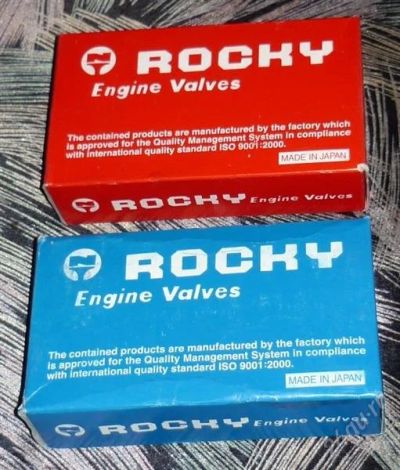 ROCKY
Engine Valves
The contained products are manufactured by the factory which
is approved for the Quality Management System in compliance
with international quality standard ISO 9001:2000.
MADE IN JAPAN
ROCKY Engine Valves
ROCKY
Engine Valves
The contained products are manufactured by the factory which
is approved for the Quality Management System in compliance
with international quality standard ISO 9001:2000.
MADE IN JAPAN
ROCKY Engine Valves